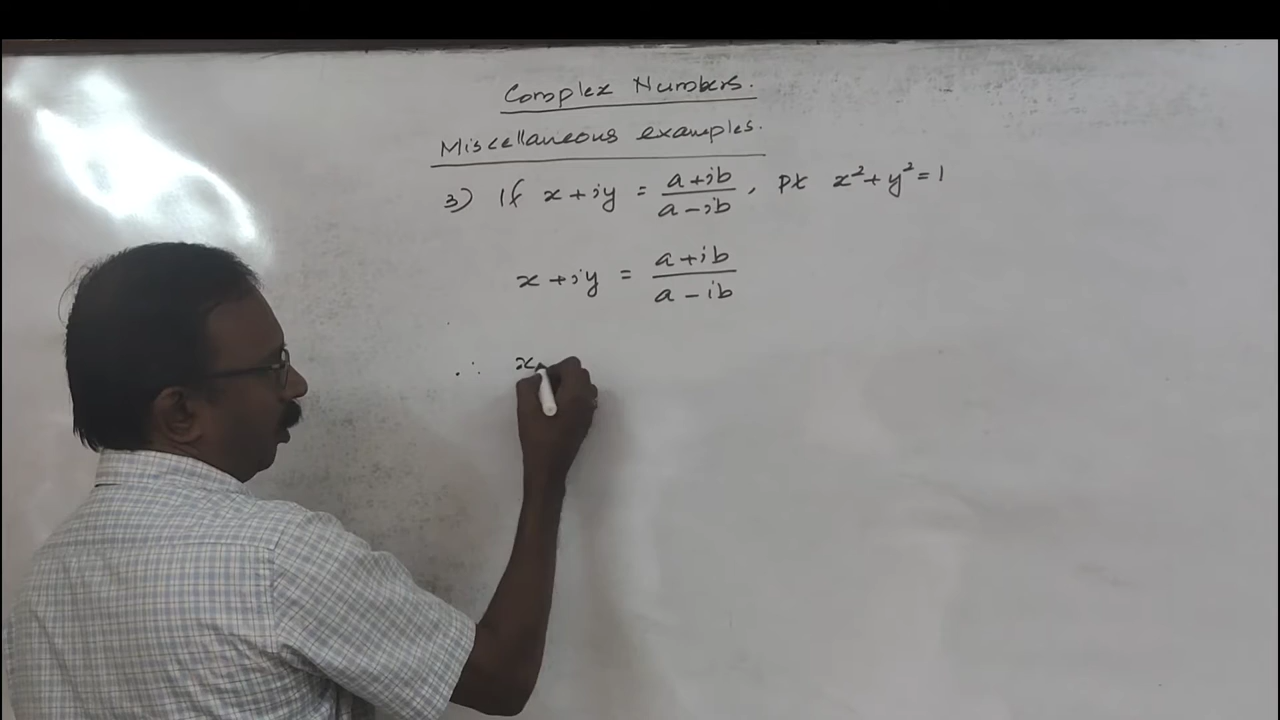 Complex Numbers.
Miscellaneous examples.
3) If x + iy = (a + ib)/(a - ib), pt x² + y² = 1
x + iy = (a + ib)/(a - ib)
∴ x